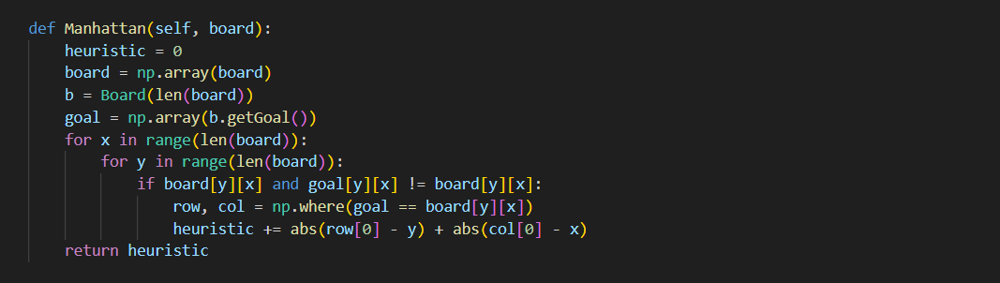 def Manhattan(self, board):
    heuristic = 0
    board = np.array(board)
    b = Board(len(board))
    goal = np.array(b.getGoal())
    for x in range(len(board)):
        for y in range(len(board)):
            if board[y][x] and goal[y][x] != board[y][x]:
                row, col = np.where(goal == board[y][x])
                heuristic += abs(row[0] - y) + abs(col[0] - x)
    return heuristic